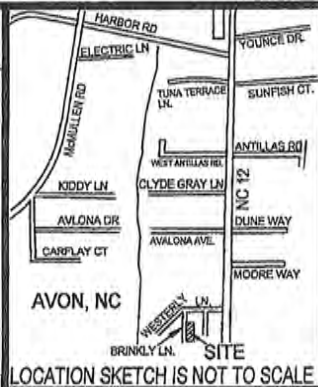 HARBOR RD
YOUNCE DR.
ELECTRIC LN
McMULLEN RD
TUNA TERRACE LN.
SUNFISH CT.
ANTILLAS RD
WEST ANTILLAS RD.
KIDDY LN
CLYDE GRAY LN
NC 12
AVLONA DR
AVALONA AVE.
DUNE WAY
CARFLAY CT
MOORE WAY
AVON, NC
WESTERLY LN.
BRINKLY LN.
SITE
LOCATION SKETCH IS NOT TO SCALE